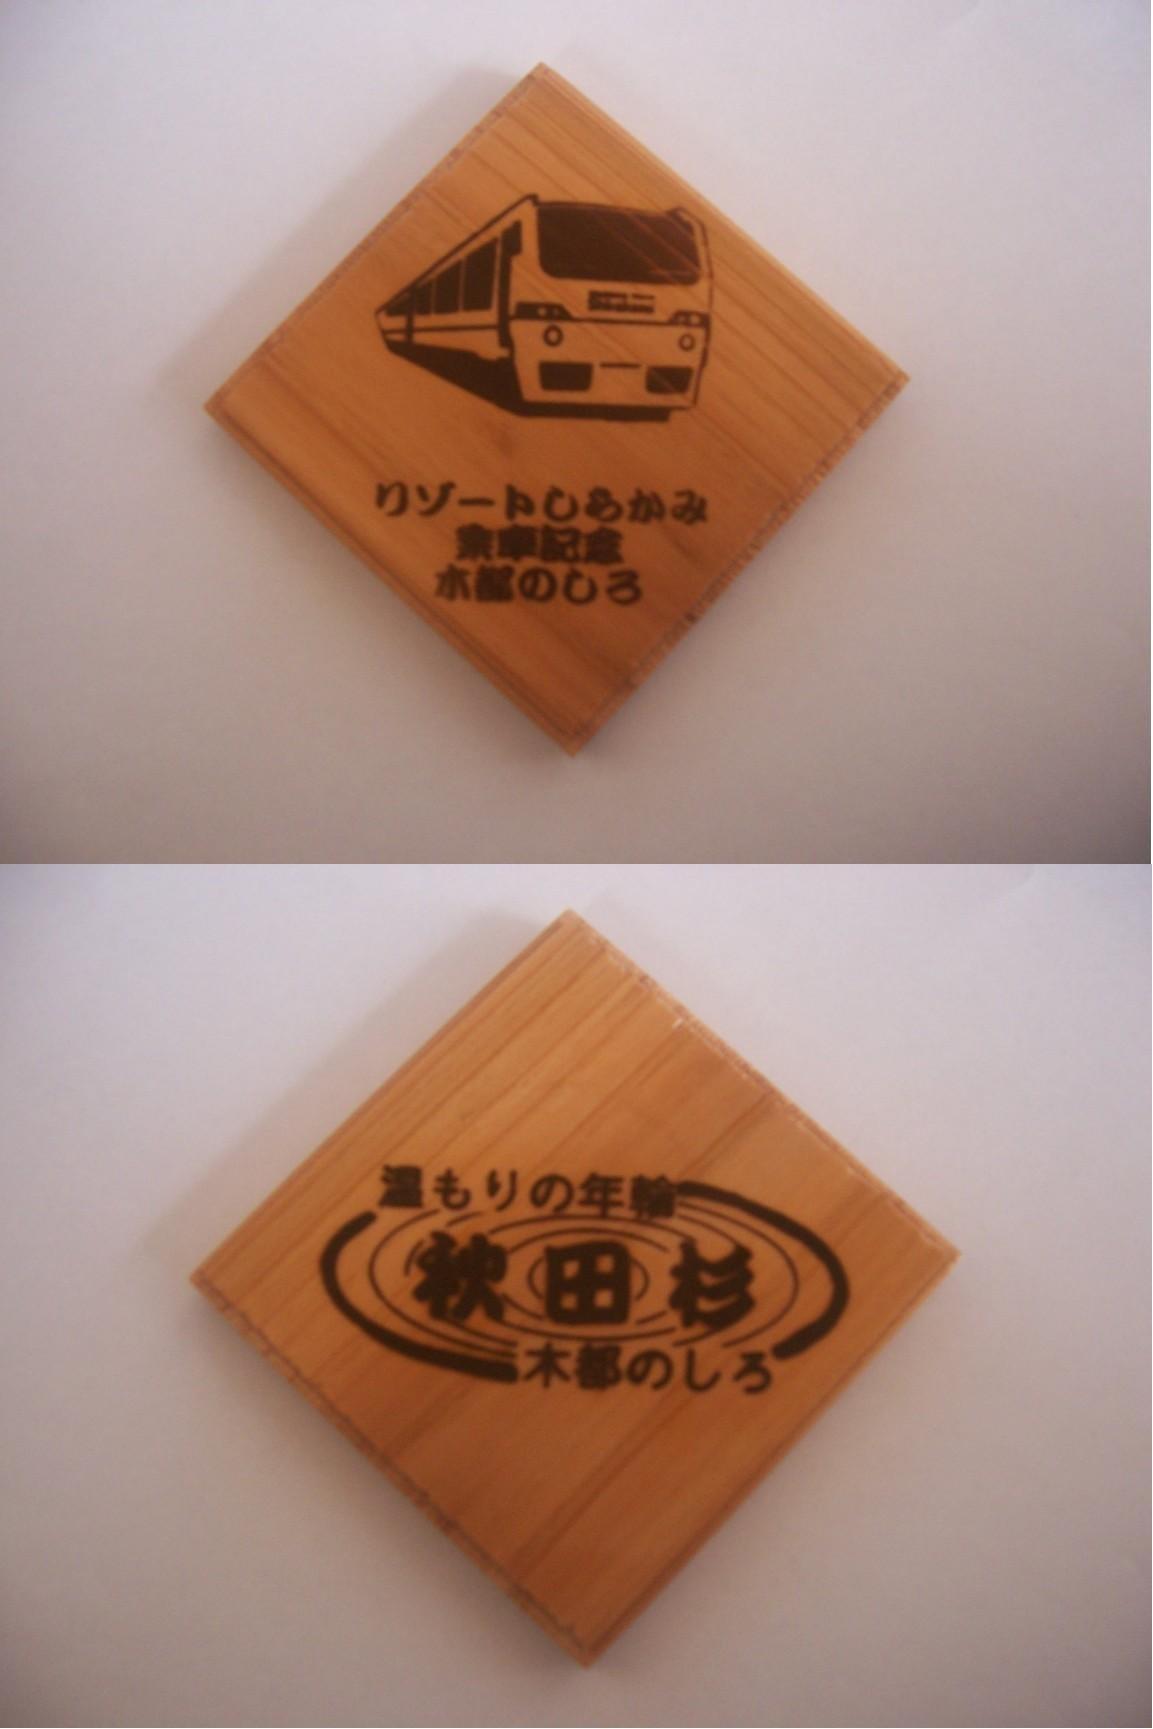 リゾートしらかみ
乗車記念
木都のしろ
温もりの年輪
秋田杉
木都のしろ